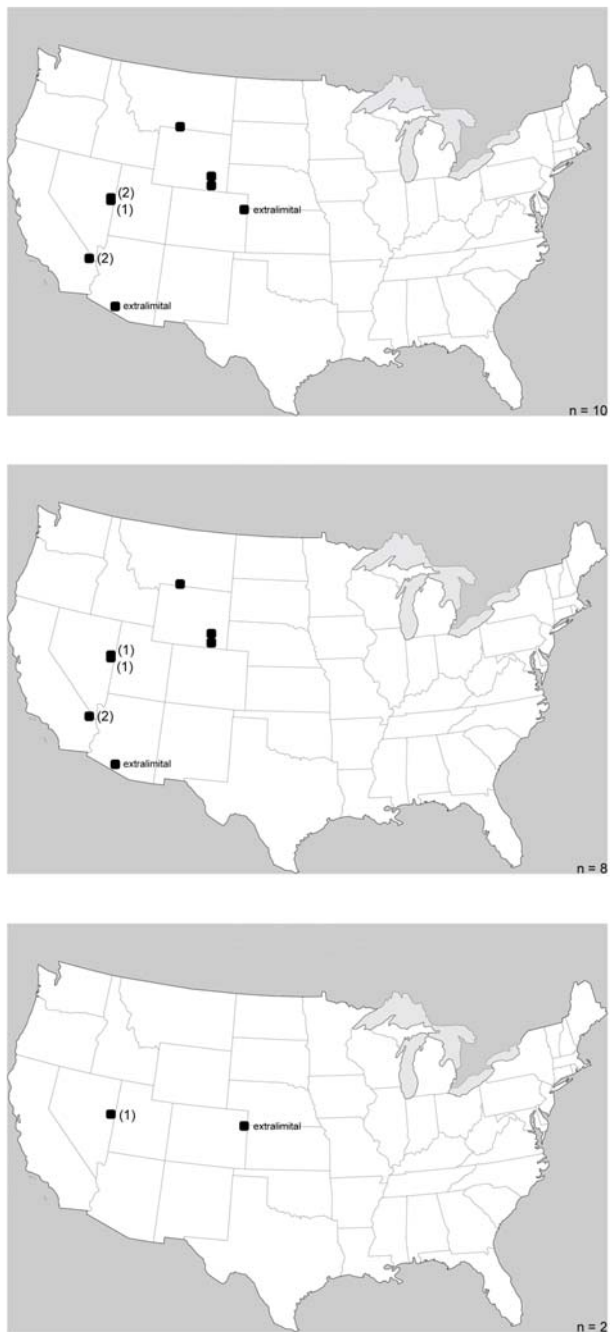 (2)
(1)
extralimital
(2)
extralimital
n = 10
(1)
(1)
(2)
extralimital
n = 8
(1)
extralimital
n = 2